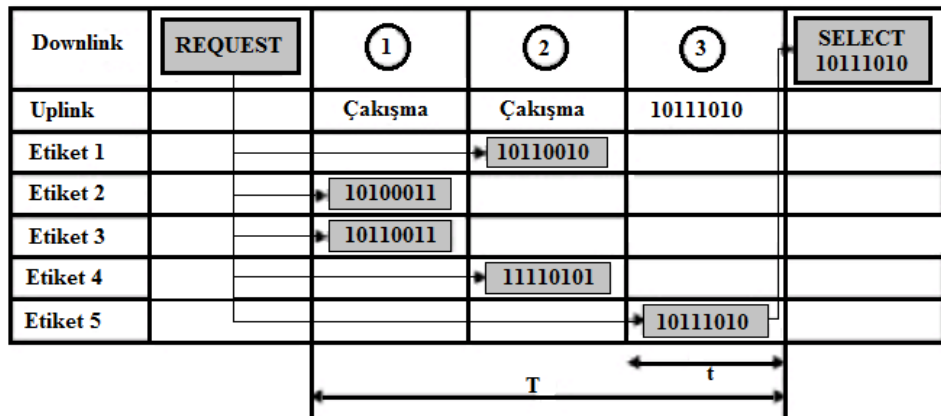 Downlink REQUEST 1 2 3 SELECT
10111010
Uplink Çakışma Çakışma 10111010
Etiket 1 10110010
Etiket 2 10100011
Etiket 3 10110011
Etiket 4 11110101
Etiket 5 10111010
t
T